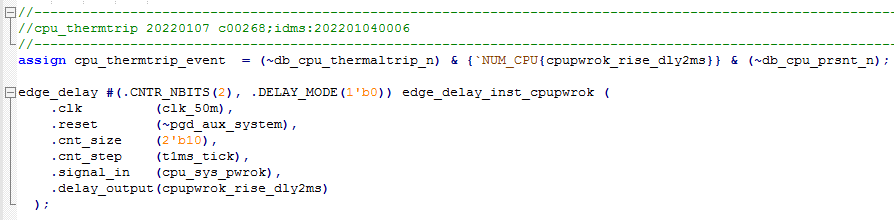 //----------------------------------------------------------------------------------------------------------------------
//cpu_thermtrip 20220107 c00268;idms:202201040006
//----------------------------------------------------------------------------------------------------------------------
assign cpu_thermtrip_event  = (~db_cpu_thermaltrip_n) & {`NUM_CPU{cpupwrok_rise_dly2ms}} & (~db_cpu_prsnt_n);
edge_delay #(.CNTR_NBITS(2), .DELAY_MODE(1'b0)) edge_delay_inst_cpupwrok (
    .clk         (clk_50m),
    .reset       (~pgd_aux_system),
    .cnt_size    (2'b10),
    .cnt_step    (t1ms_tick),
    .signal_in   (cpu_sys_pwrok),
    .delay_output(cpupwrok_rise_dly2ms)
  );